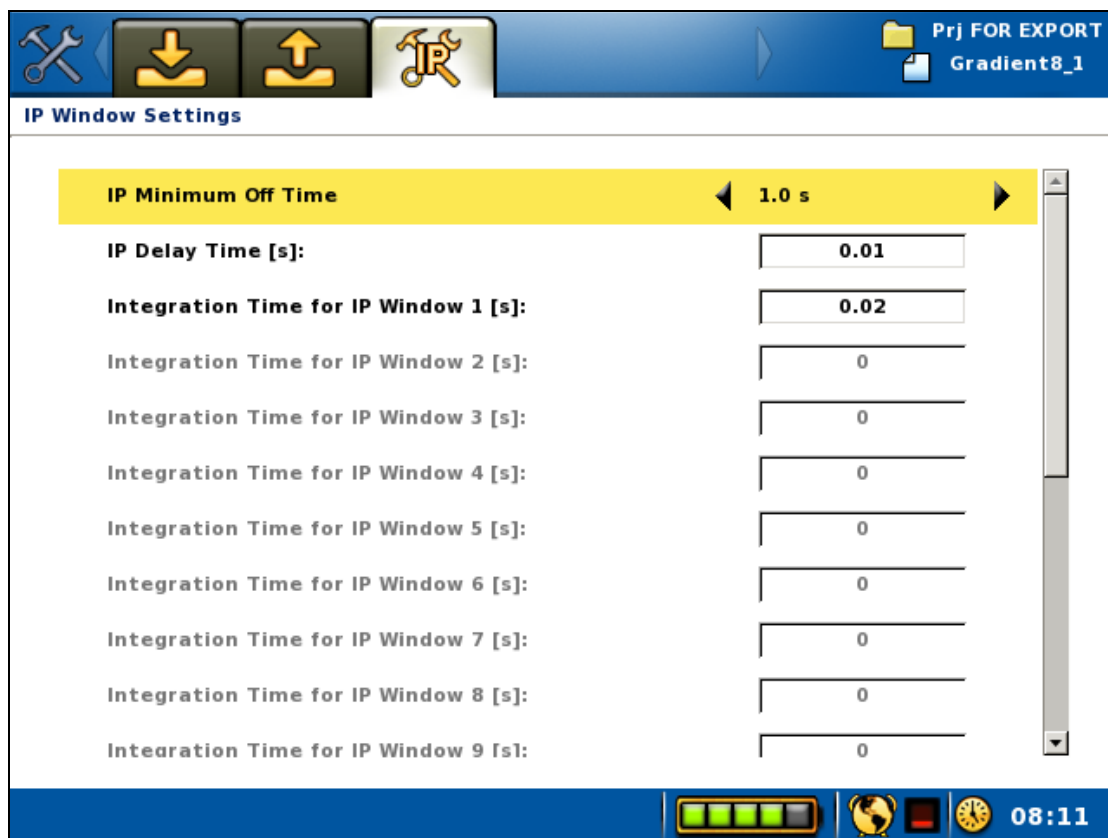 IP
Prj FOR EXPORT
Gradient8_1
IP Window Settings
IP Minimum Off Time 1.0 s
IP Delay Time [s]: 0.01
Integration Time for IP Window 1 [s]: 0.02
Integration Time for IP Window 2 [s]: 0
Integration Time for IP Window 3 [s]: 0
Integration Time for IP Window 4 [s]: 0
Integration Time for IP Window 5 [s]: 0
Integration Time for IP Window 6 [s]: 0
Integration Time for IP Window 7 [s]: 0
Integration Time for IP Window 8 [s]: 0
Integration Time for IP Window 9 [s]: 0
08:11